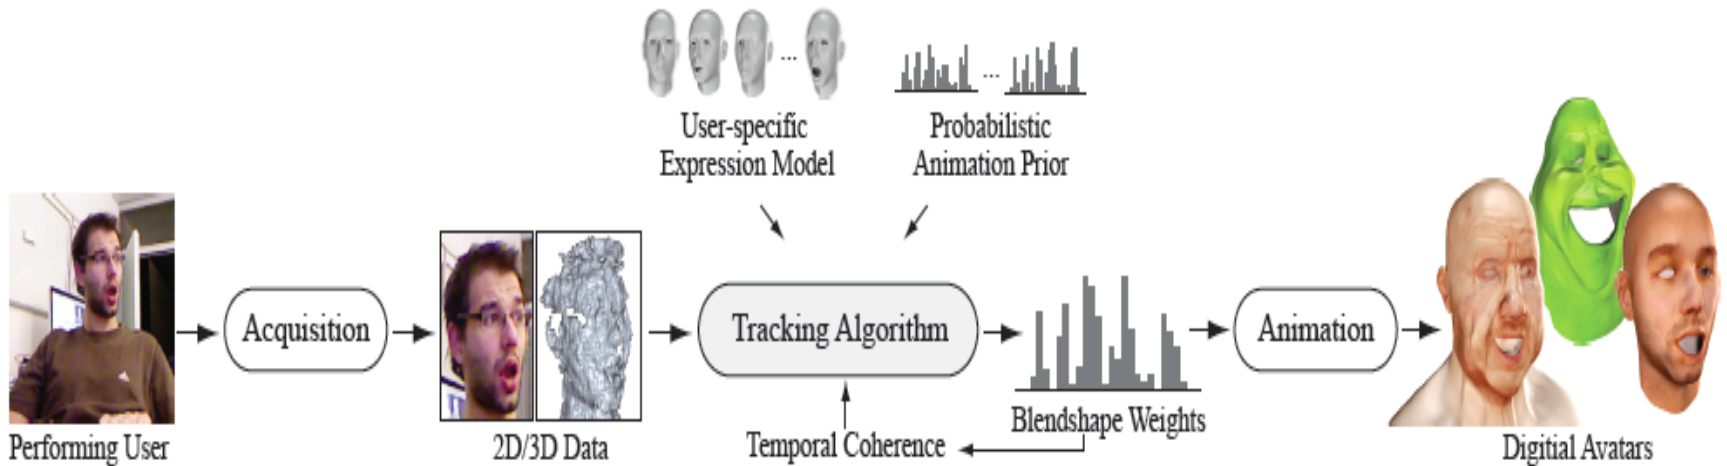 User-specific
Expression Model
Probabilistic
Animation Prior
...
...
Acquisition
Tracking Algorithm
Animation
Performing User
2D/3D Data
Temporal Coherence
Blendshape Weights
Digitial Avatars